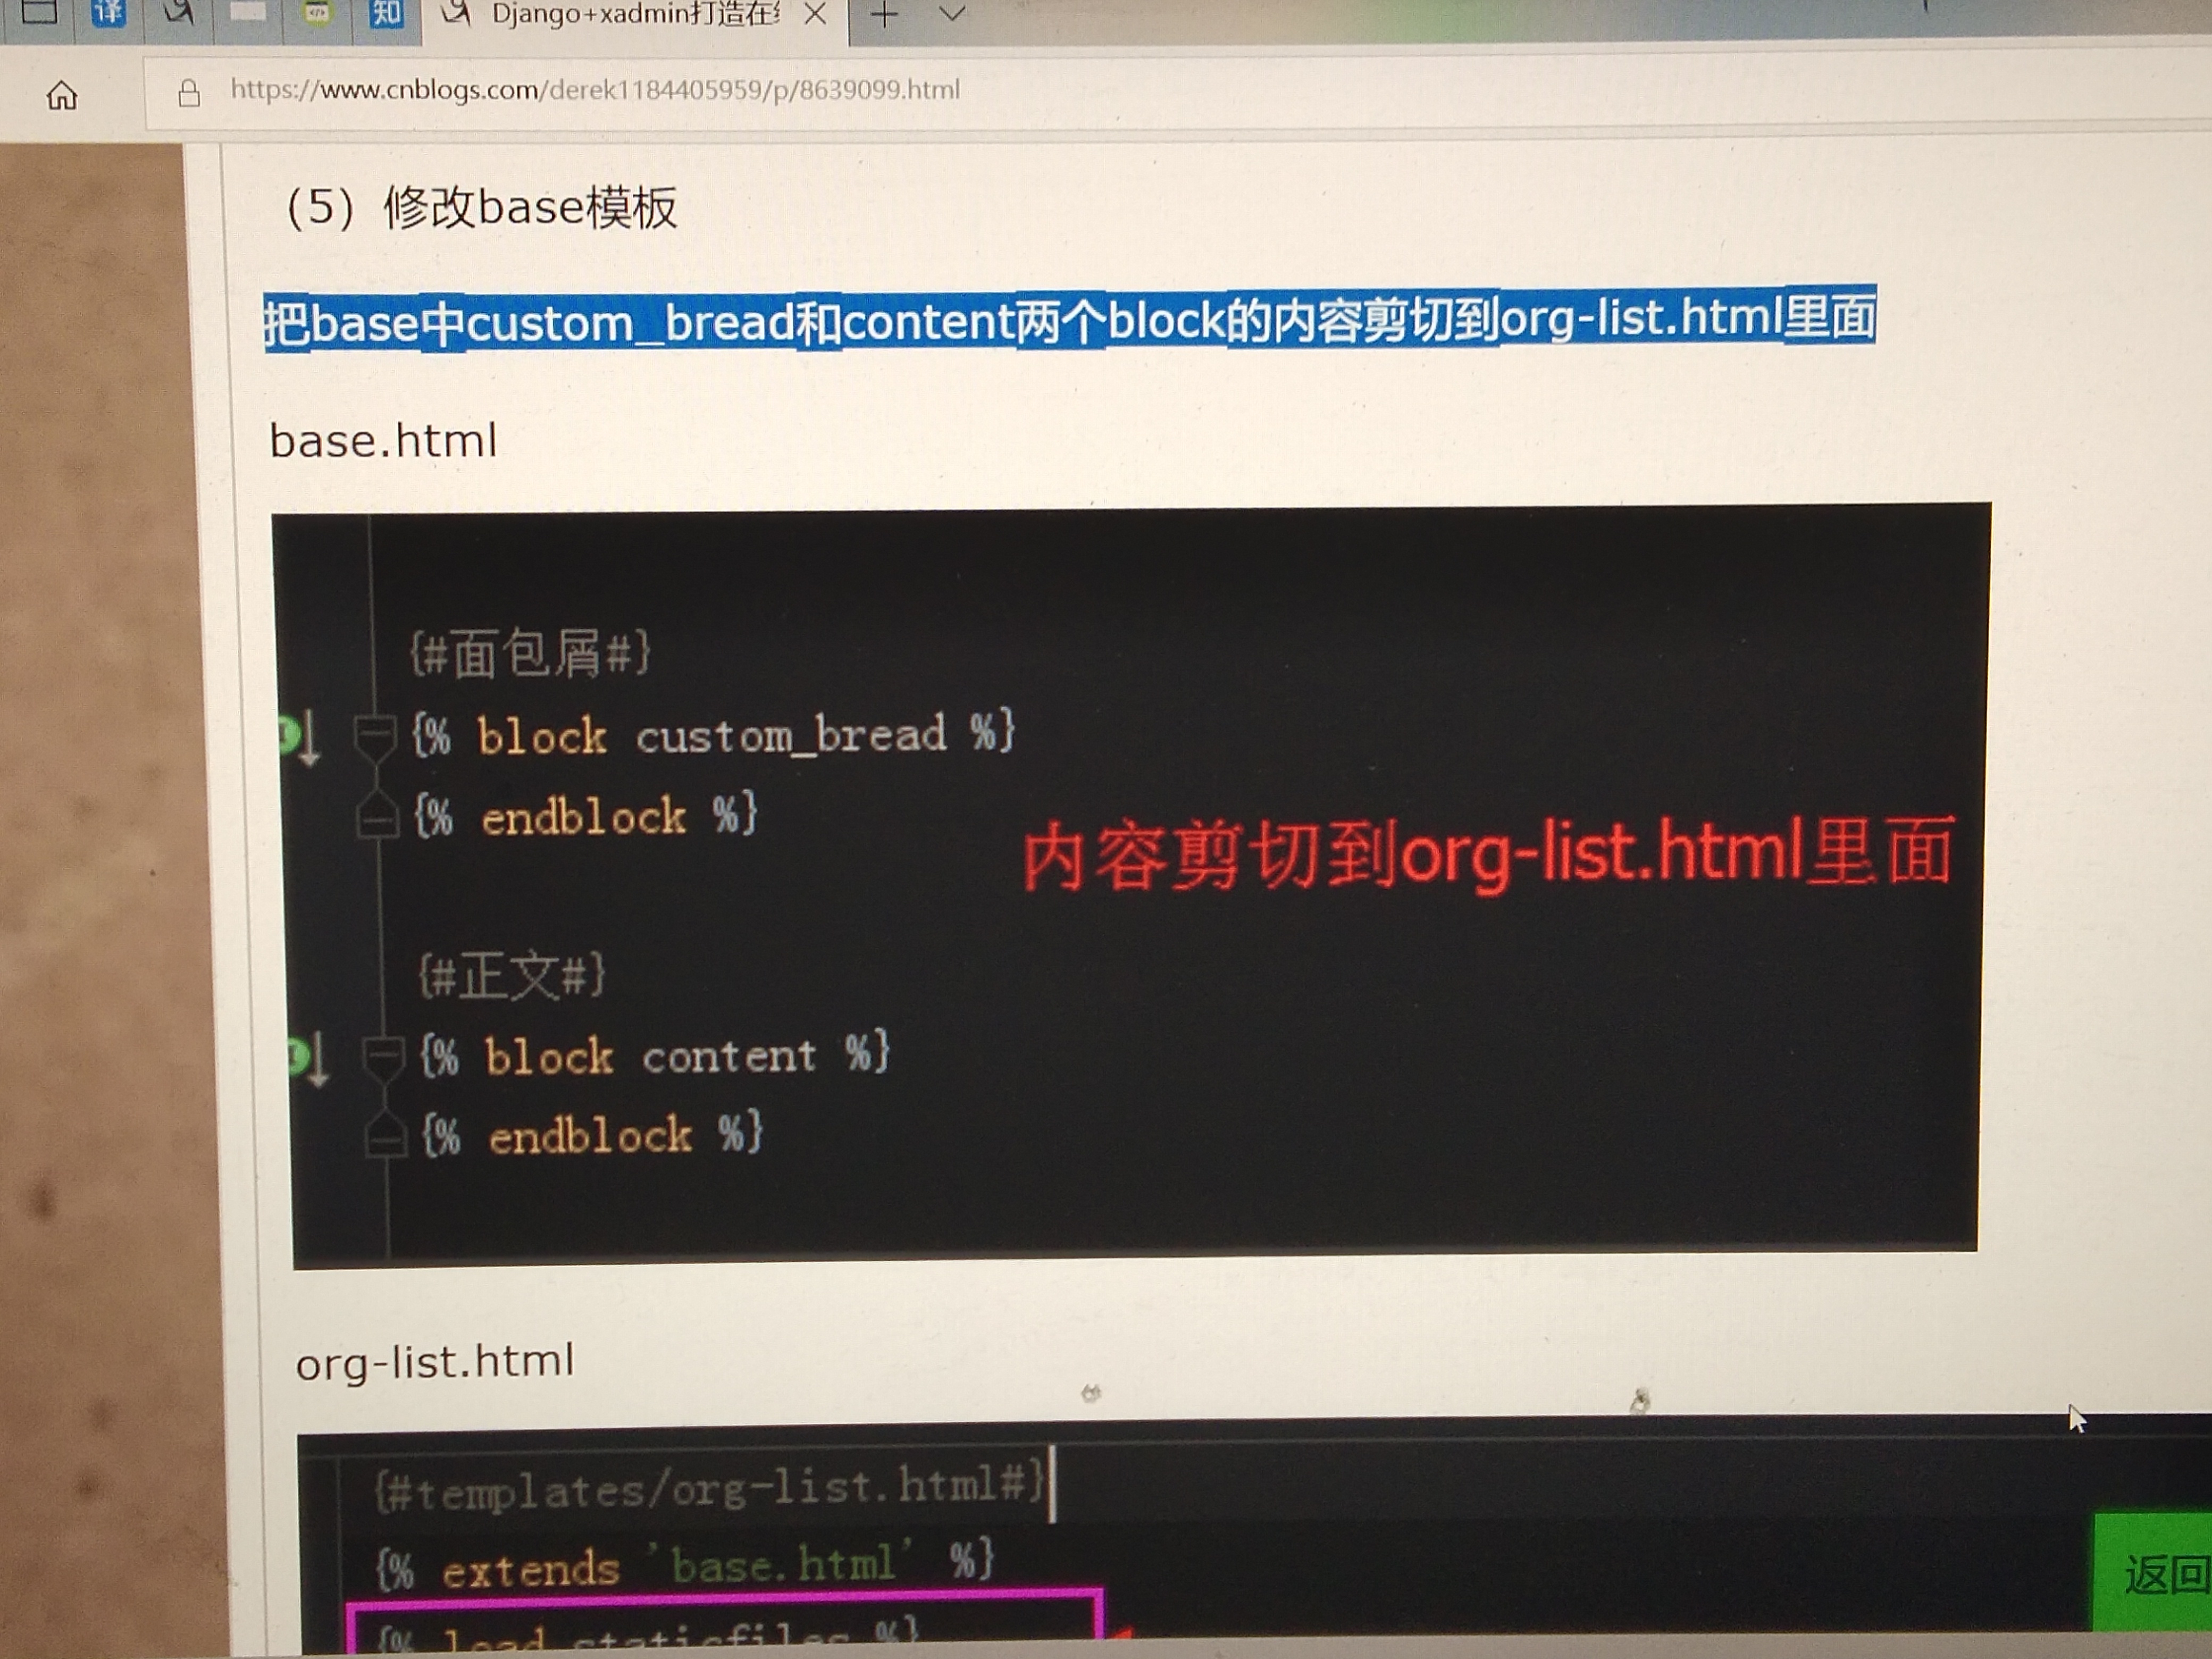 译
知
Django+xadmin打造在
https://www.cnblogs.com/derek1184405959/p/8639099.html
（5）修改base模板
把base中custom_bread和content两个block的内容剪切到org-list.html里面
base.html
{#面包屑#}
{% block custom_bread %}
{% endblock %}
内容剪切到org-list.html里面
{#正文#}
{% block content %}
{% endblock %}
org-list.html
{#templates/org-list.html#}
{% extends 'base.html' %}
{% load staticfiles %}
返回